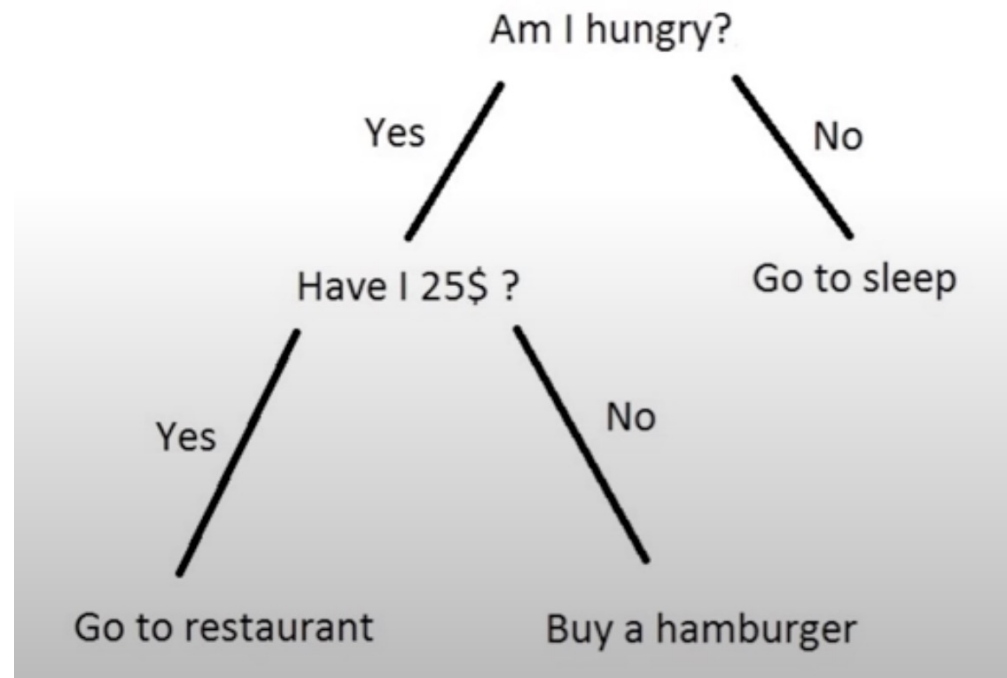 Am I hungry?
Yes
No
Have I 25$ ?
Go to sleep
Yes
No
Go to restaurant
Buy a hamburger